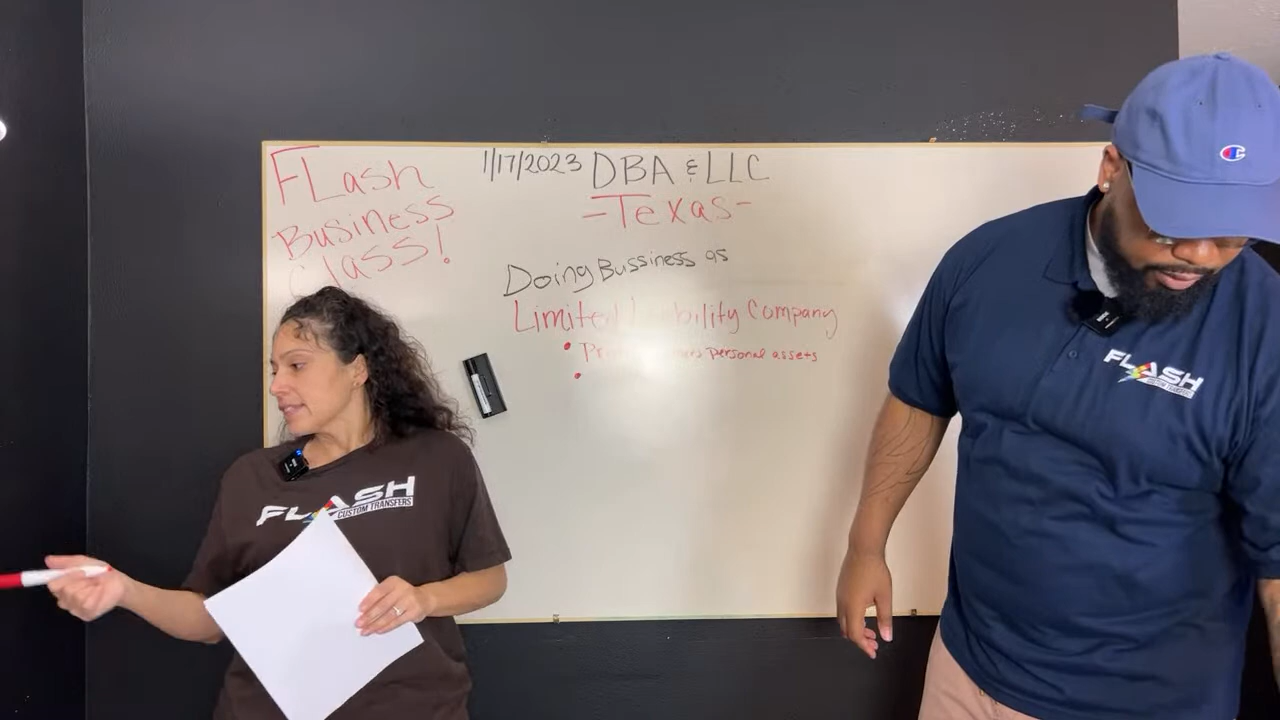 FLash
Business
Class!
1/17/2023 DBA & LLC
-Texas-
Doing Bussiness as
Limited Company
personal assets
FLASH
CUSTOM TRANSFERS
FLASH
CUSTOM TRANSFERS